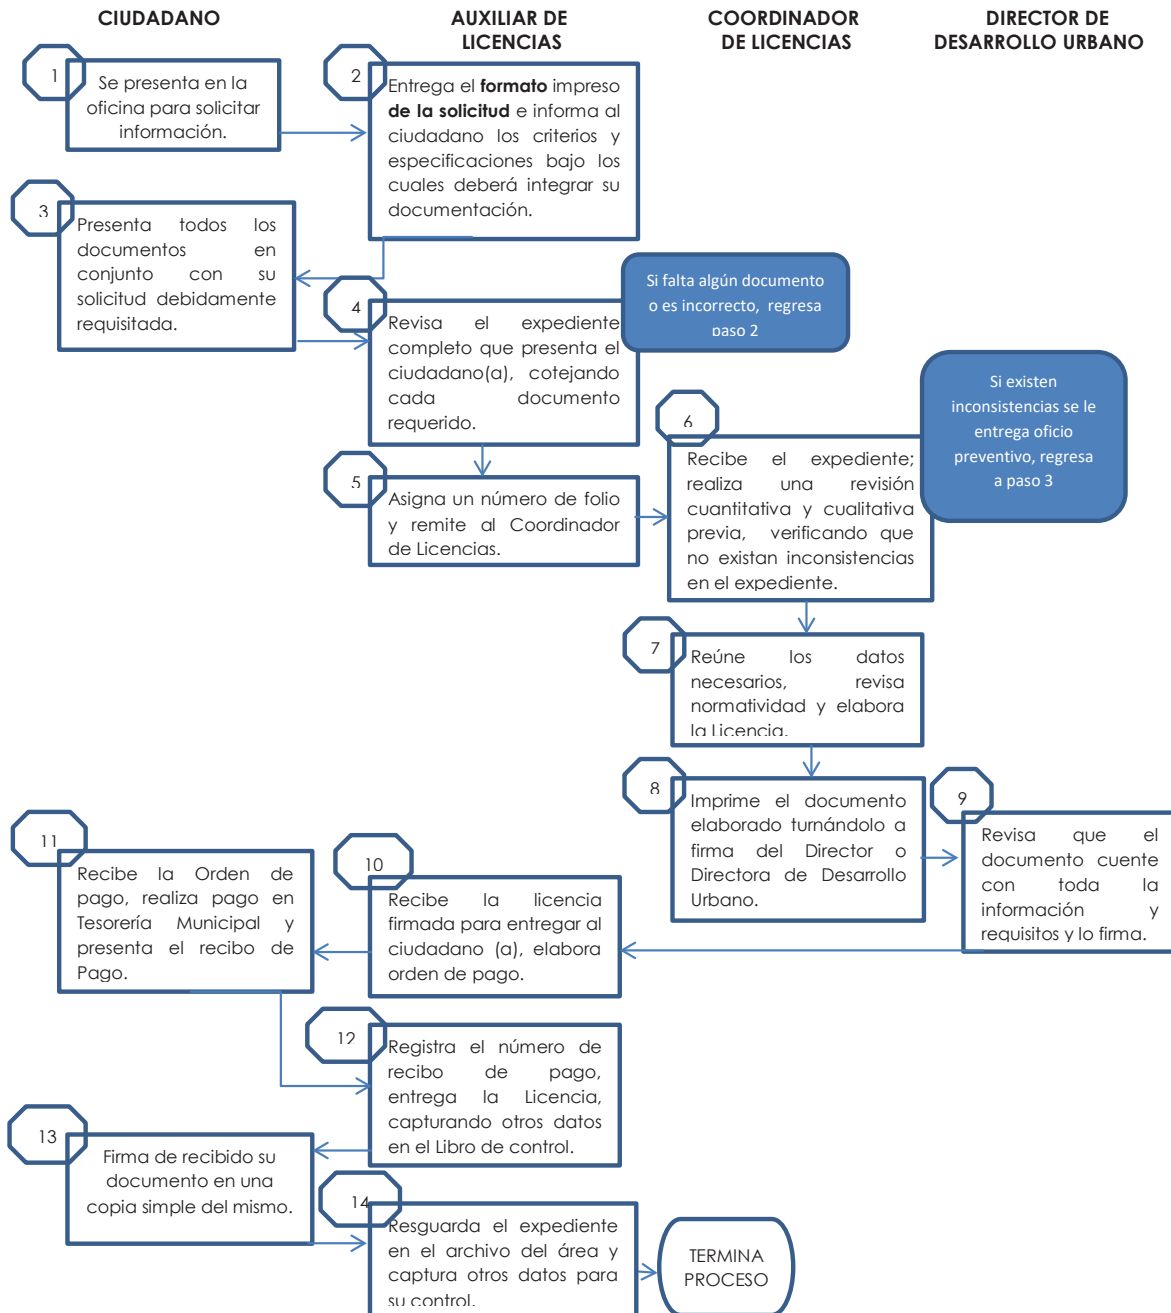 CIUDADANO
AUXILIAR DE
LICENCIAS
COORDINADOR
DE LICENCIAS
DIRECTOR DE
DESARROLLO URBANO
1
Se presenta en la
oficina para solicitar
información.
2
Entrega el formato impreso
de la solicitud e informa al
ciudadano los criterios y
especificaciones bajo los
cuales deberá integrar su
documentación.
3
Presenta todos los
documentos en
conjunto con su
solicitud debidamente
requisitada.
4
Revisa el expediente
completo que presenta el
ciudadano(a), cotejando
cada documento
requerido.
Si falta algún documento
o es incorrecto, regresa
paso 2
5
Asigna un número de folio
y remite al Coordinador
de Licencias.
6
Recibe el expediente;
realiza una revisión
cuantitativa y cualitativa
previa, verificando que
no existan inconsistencias
en el expediente.
Si existen
inconsistencias se le
entrega oficio
preventivo, regresa
a paso 3
7
Reúne los datos
necesarios, revisa
normatividad y elabora
la Licencia.
8
Imprime el documento
elaborado turnándolo a
firma del Director o
Directora de Desarrollo
Urbano.
9
Revisa que el
documento cuente
con toda la
información y
requisitos y lo firma.
10
Recibe la licencia
firmada para entregar al
ciudadano (a), elabora
orden de pago.
11
Recibe la Orden de
pago, realiza pago en
Tesorería Municipal y
presenta el recibo de
Pago.
12
Registra el número de
recibo de pago,
entrega la Licencia,
capturando otros datos
en el Libro de control.
13
Firma de recibido su
documento en una
copia simple del mismo.
14
Resguarda el expediente
en el archivo del área y
captura otros datos para
su control.
TERMINA
PROCESO